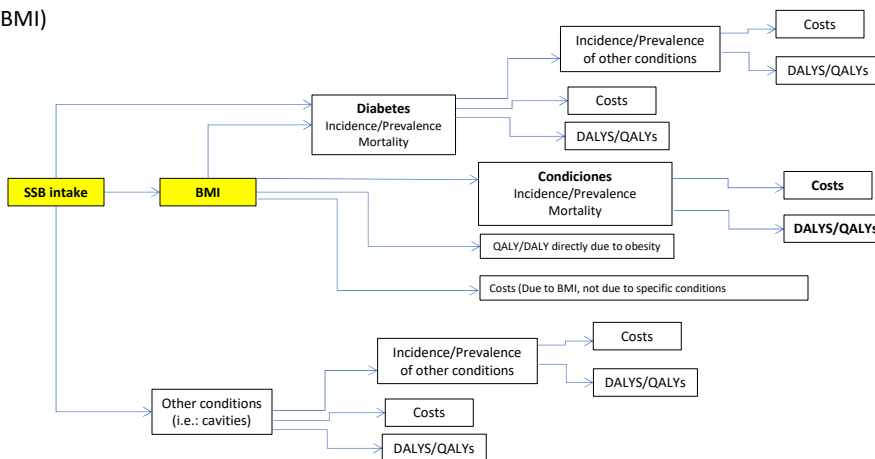 BMI)
Costs
Incidence/Prevalence
of other conditions
DALYS/QALYs
Diabetes
Incidence/Prevalence
Mortality
Costs
DALYS/QALYs
SSB intake
BMI
Condiciones
Incidence/Prevalence
Mortality
Costs
DALYS/QALYs
QALY/DALY directly due to obesity
Costs (Due to BMI, not due to specific conditions
Incidence/Prevalence
of other conditions
Costs
DALYS/QALYs
Other conditions
(i.e.: cavities)
Costs
DALYS/QALYs